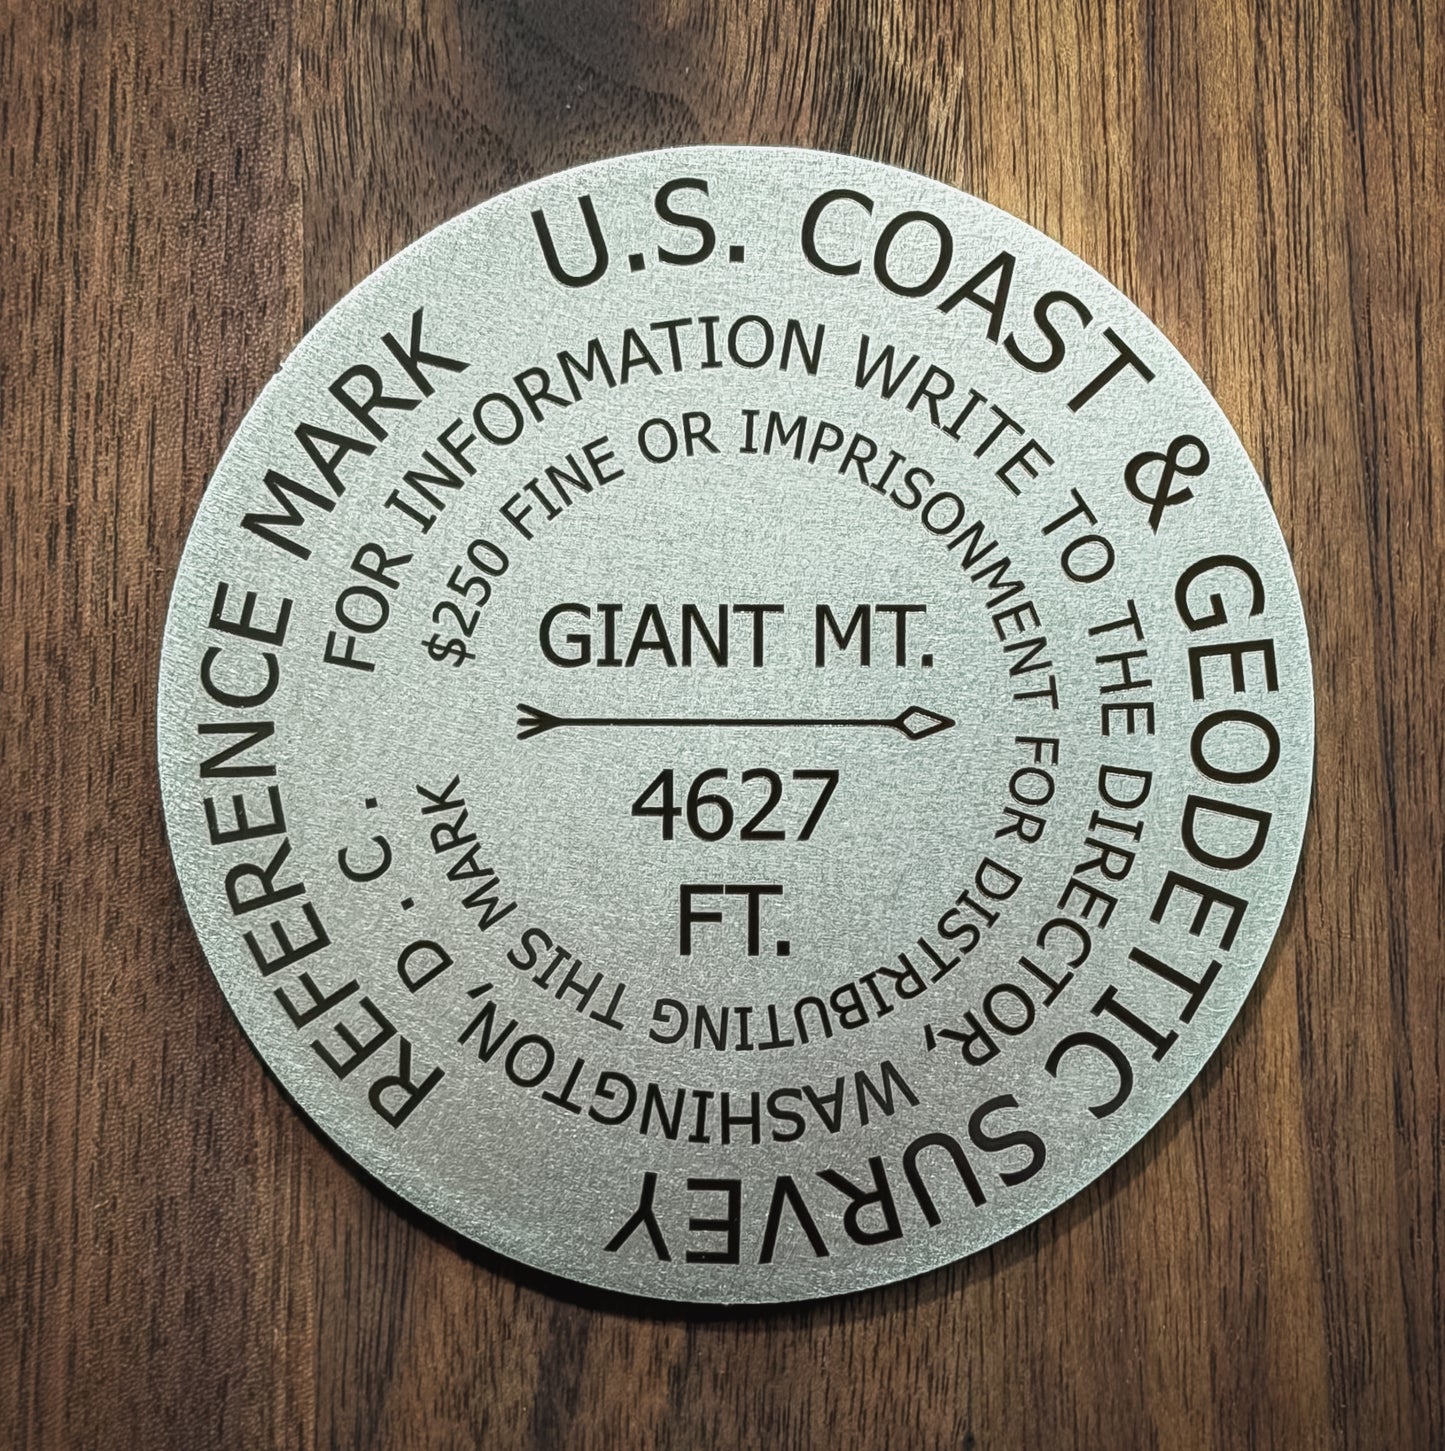 U.S. COAST & GEODETIC SURVEY
REFERENCE MARK
FOR INFORMATION WRITE TO THE DIRECTOR, WASHINGTON, D.C.
$250 FINE OR IMPRISONMENT FOR DISTRIBUTING THIS MARK
GIANT MT.
4627
FT.